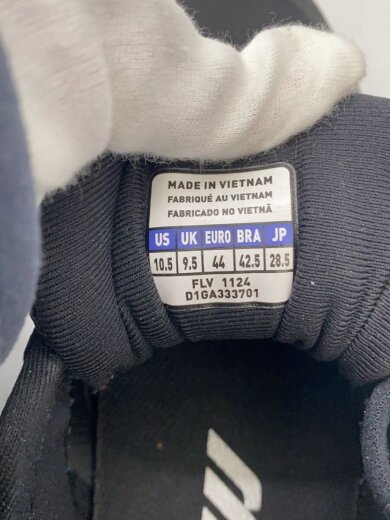 MADE IN VIETNAM
FABRIQUÉ AU VIETNAM
FABRICADO NO VIETNÃ
US UK EURO BRA JP
10.5 9.5 44 42.5 28.5
FLV 1124
D1GA333701